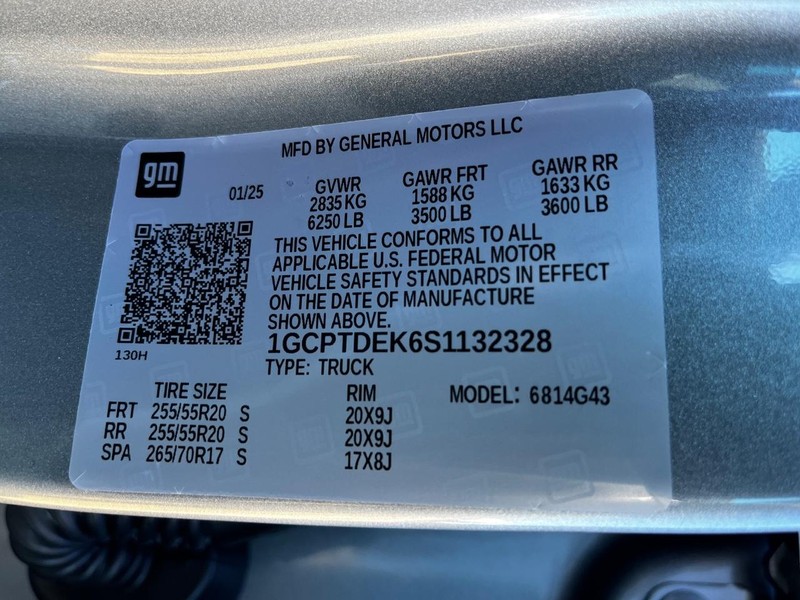 MFD BY GENERAL MOTORS LLC
gm
01/25
GVWR GAWR FRT GAWR RR
2835 KG 1588 KG 1633 KG
6250 LB 3500 LB 3600 LB
THIS VEHICLE CONFORMS TO ALL
APPLICABLE U.S. FEDERAL MOTOR
VEHICLE SAFETY STANDARDS IN EFFECT
ON THE DATE OF MANUFACTURE
SHOWN ABOVE.
130H
1GCPTDEK6S1132328
TYPE: TRUCK
TIRE SIZE RIM MODEL: 6814G43
FRT 255/55R20 S 20X9J
RR 255/55R20 S 20X9J
SPA 265/70R17 S 17X8J